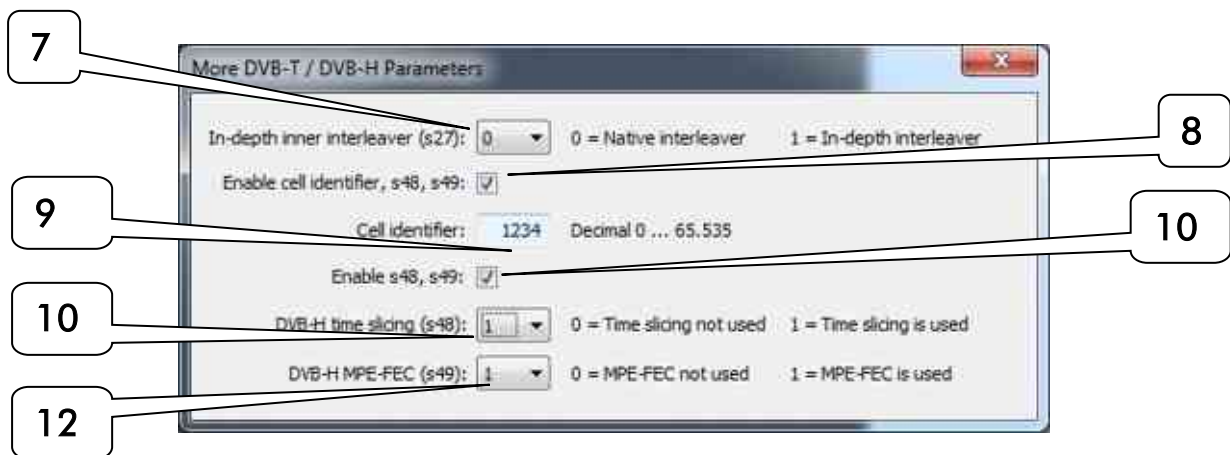 7
More DVB-T / DVB-H Parameters
In-depth inner interleaver (s27): 0 0 = Native interleaver 1 = In-depth interleaver
8
Enable cell identifier, s48, s49:
9
Cell identifier: 1234 Decimal 0 ... 65.535
10
Enable s48, s49:
10
DVB-H time slicing (s48): 1 0 = Time slicing not used 1 = Time slicing is used
DVB-H MPE-FEC (s49): 1 0 = MPE-FEC not used 1 = MPE-FEC is used
12